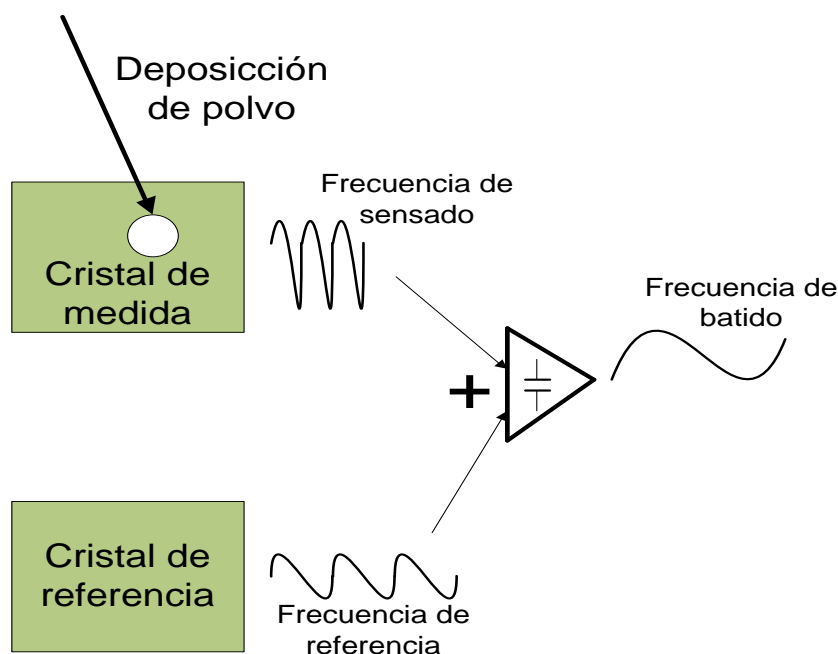 Deposicción
de polvo
Frecuencia de
sensado
Cristal de
medida
Frecuencia de
batido
+
Cristal de
referencia
Frecuencia de
referencia